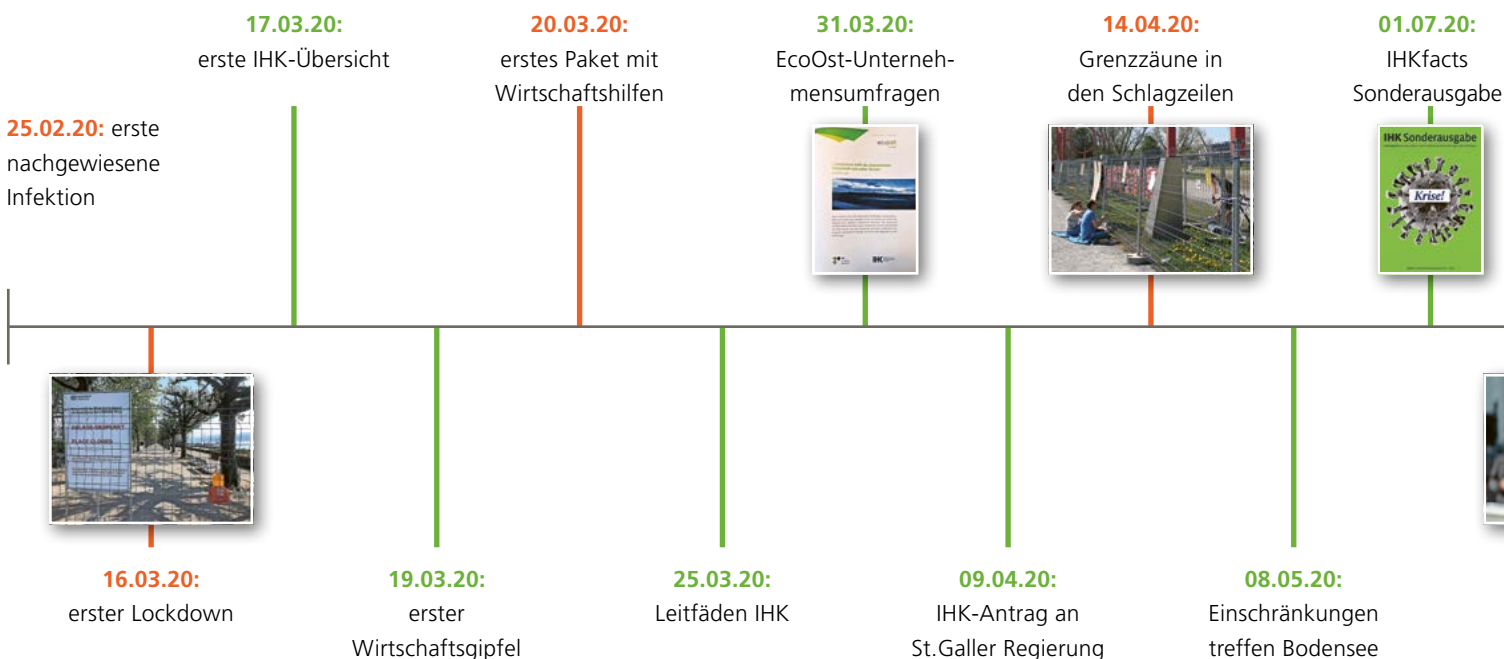 17.03.20:
erste IHK-Übersicht
20.03.20:
erstes Paket mit
Wirtschaftshilfen
31.03.20:
EcoOst-Unterneh-
mensumfragen
14.04.20:
Grenzzäune in
den Schlagzeilen
01.07.20:
IHKfacts
Sonderausgabe
25.02.20: erste
nachgewiesene
Infektion
IHK Sonderausgabe
Krise!
IHK
16.03.20:
erster Lockdown
19.03.20:
erster
Wirtschaftsgipfel
25.03.20:
Leitfäden IHK
09.04.20:
IHK-Antrag an
St.Galler Regierung
08.05.20:
Einschränkungen
treffen Bodensee